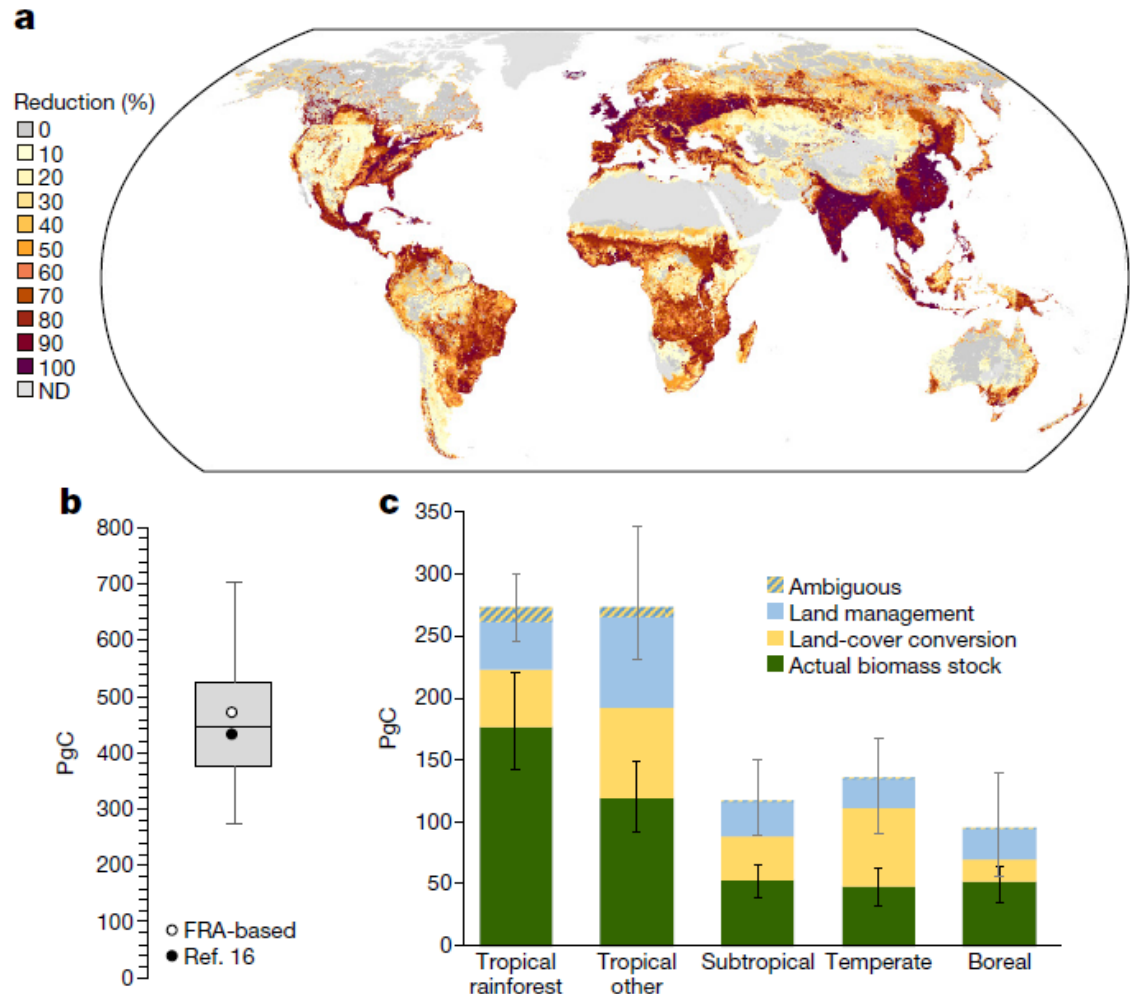 a
Reduction (%)
0
10
20
30
40
50
60
70
80
90
100
ND
b
800
700
600
500
400
300
200
100
0
PgC
FRA-based
Ref. 16
c
350
300
250
200
150
100
50
0
PgC
Ambiguous
Land management
Land-cover conversion
Actual biomass stock
Tropical
rainforest
Tropical
other
Subtropical
Temperate
Boreal